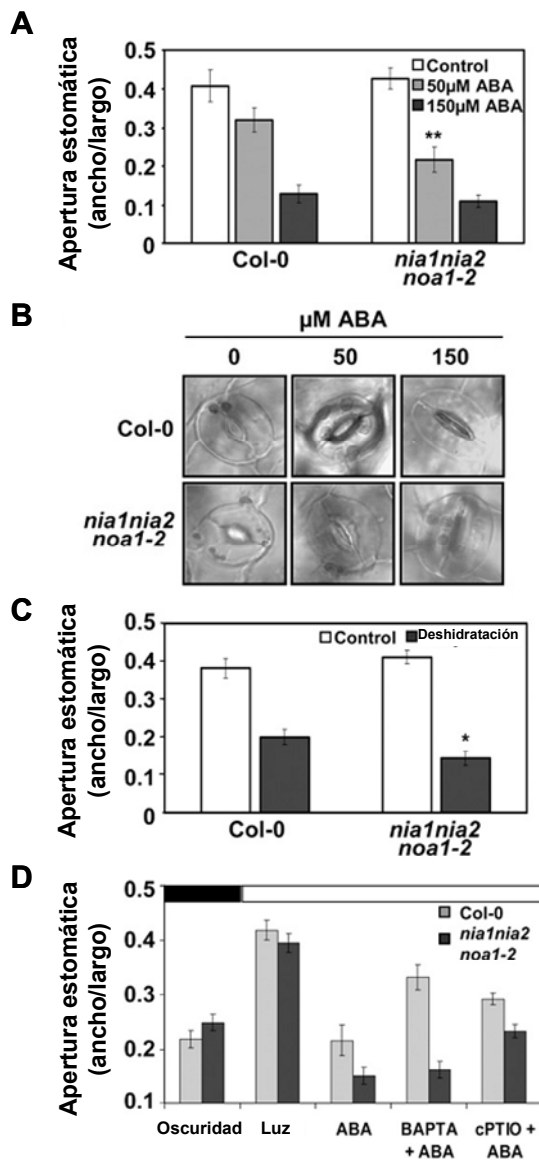 A
Apertura estomática
(ancho/largo)
0.5
0.4
0.3
0.2
0.1
0
Control
50µM ABA
150µM ABA
**
Col-0
nia1nia2
noa1-2
B
µM ABA
0 50 150
Col-0
nia1nia2
noa1-2
C
Apertura estomática
(ancho/largo)
0.5
0.4
0.3
0.2
0.1
0
Control Deshidratación
*
Col-0
nia1nia2
noa1-2
D
Apertura estomática
(ancho/largo)
0.5
0.4
0.3
0.2
0.1
Col-0
nia1nia2
noa1-2
Oscuridad Luz ABA BAPTA cPTIO +
+ ABA ABA